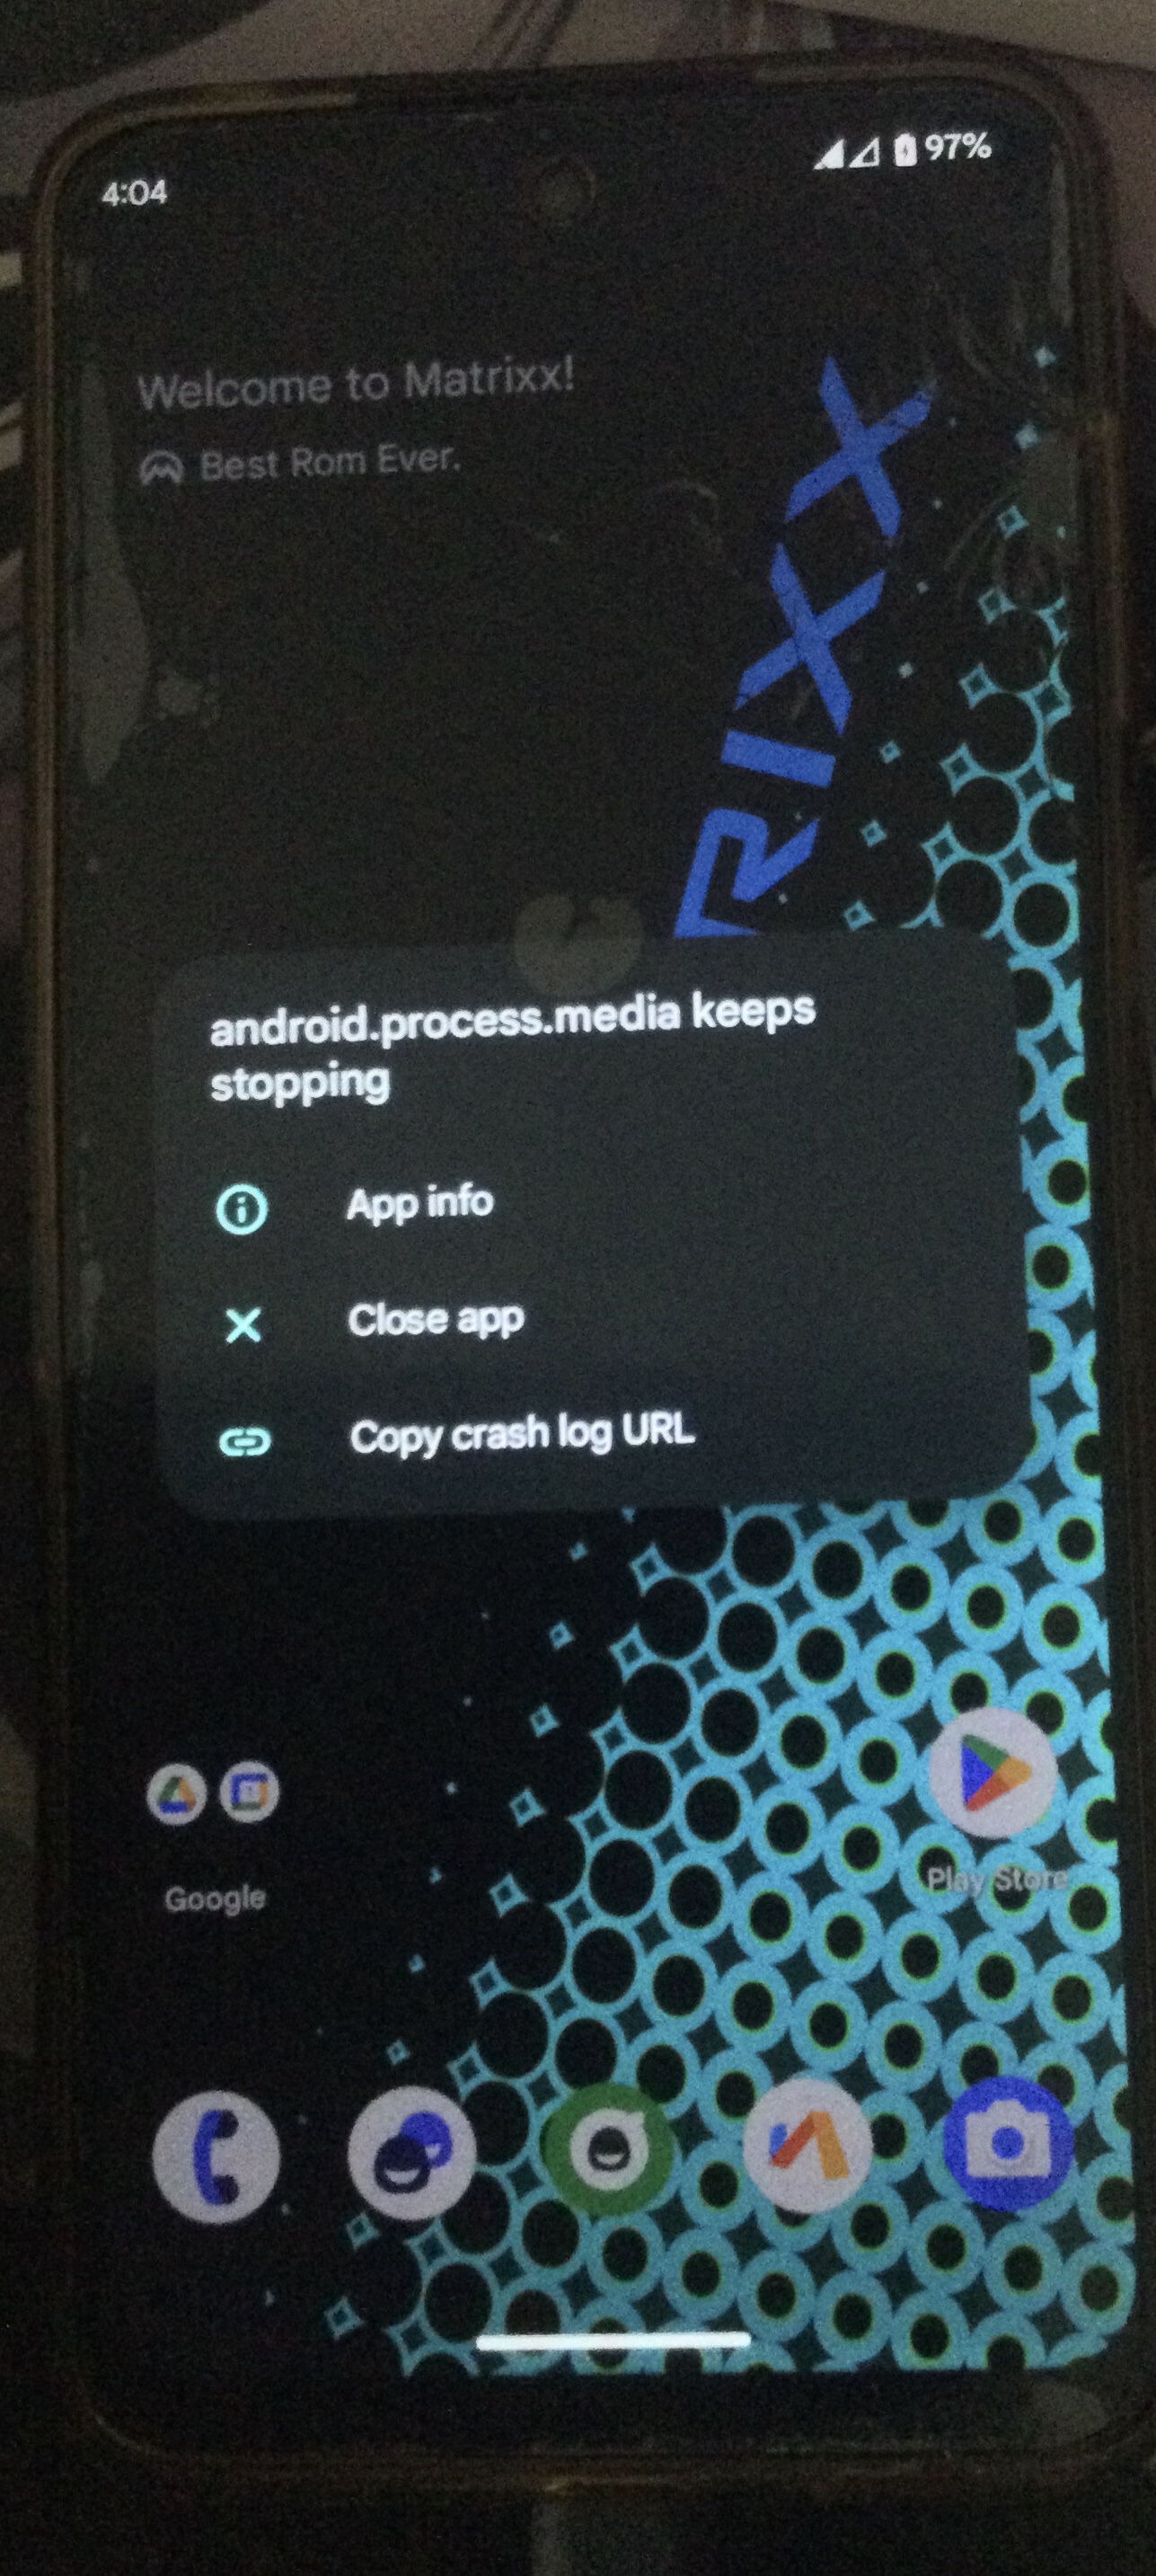 4:04
97%
Welcome to Matrixx!
Best Rom Ever.
RIXX
android.process.media keeps
stopping
App info
Close app
Copy crash log URL
Google
Play Store